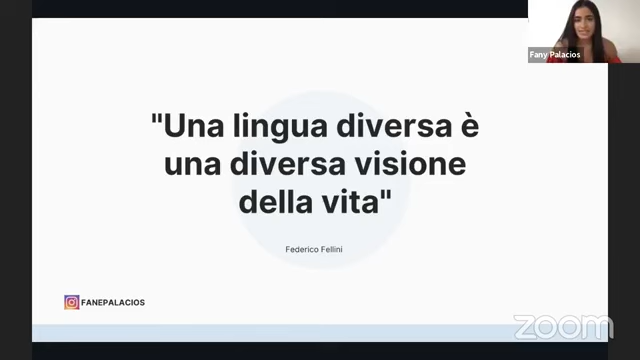 Fany Palacios
"Una lingua diversa è
una diversa visione
della vita"
Federico Fellini
FANEPALACIOS
zoom